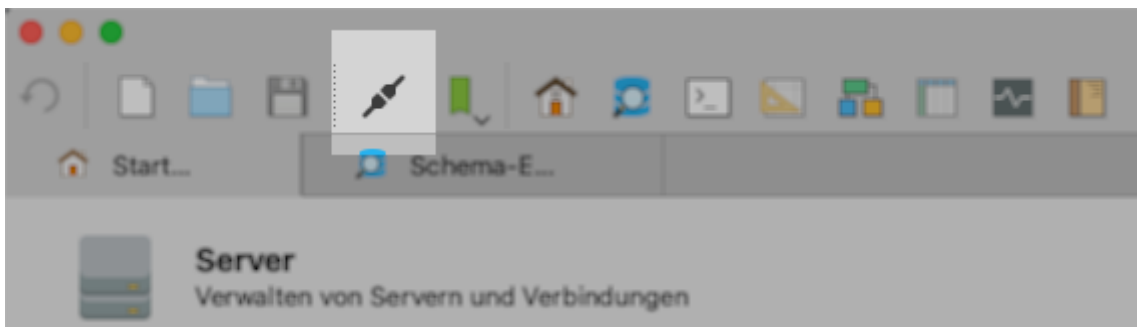 Start...
Schema-E...
Server
Verwalten von Servern und Verbindungen